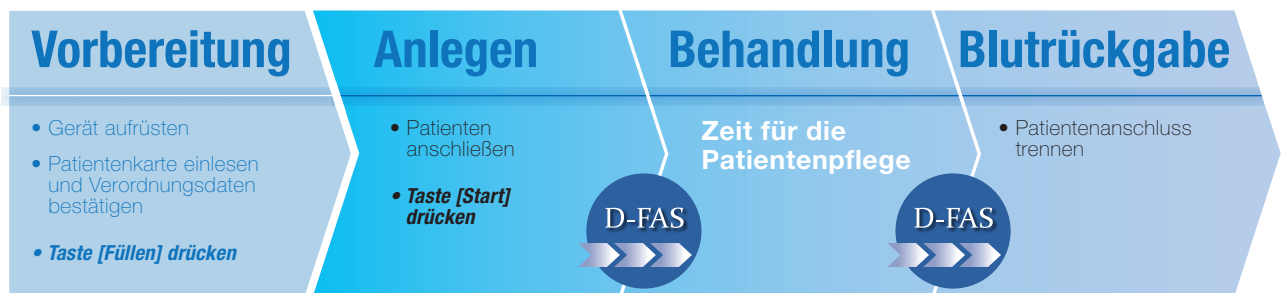 Vorbereitung
• Gerät aufrüsten
• Patientenkarte einlesen
und Verordnungsdaten
bestätigen
• Taste [Füllen] drücken
Anlegen
• Patienten
anschließen
• Taste [Start]
drücken
D-FAS
Behandlung
Zeit für die
Patientenpflege
D-FAS
Blutrückgabe
• Patientenanschluss
trennen